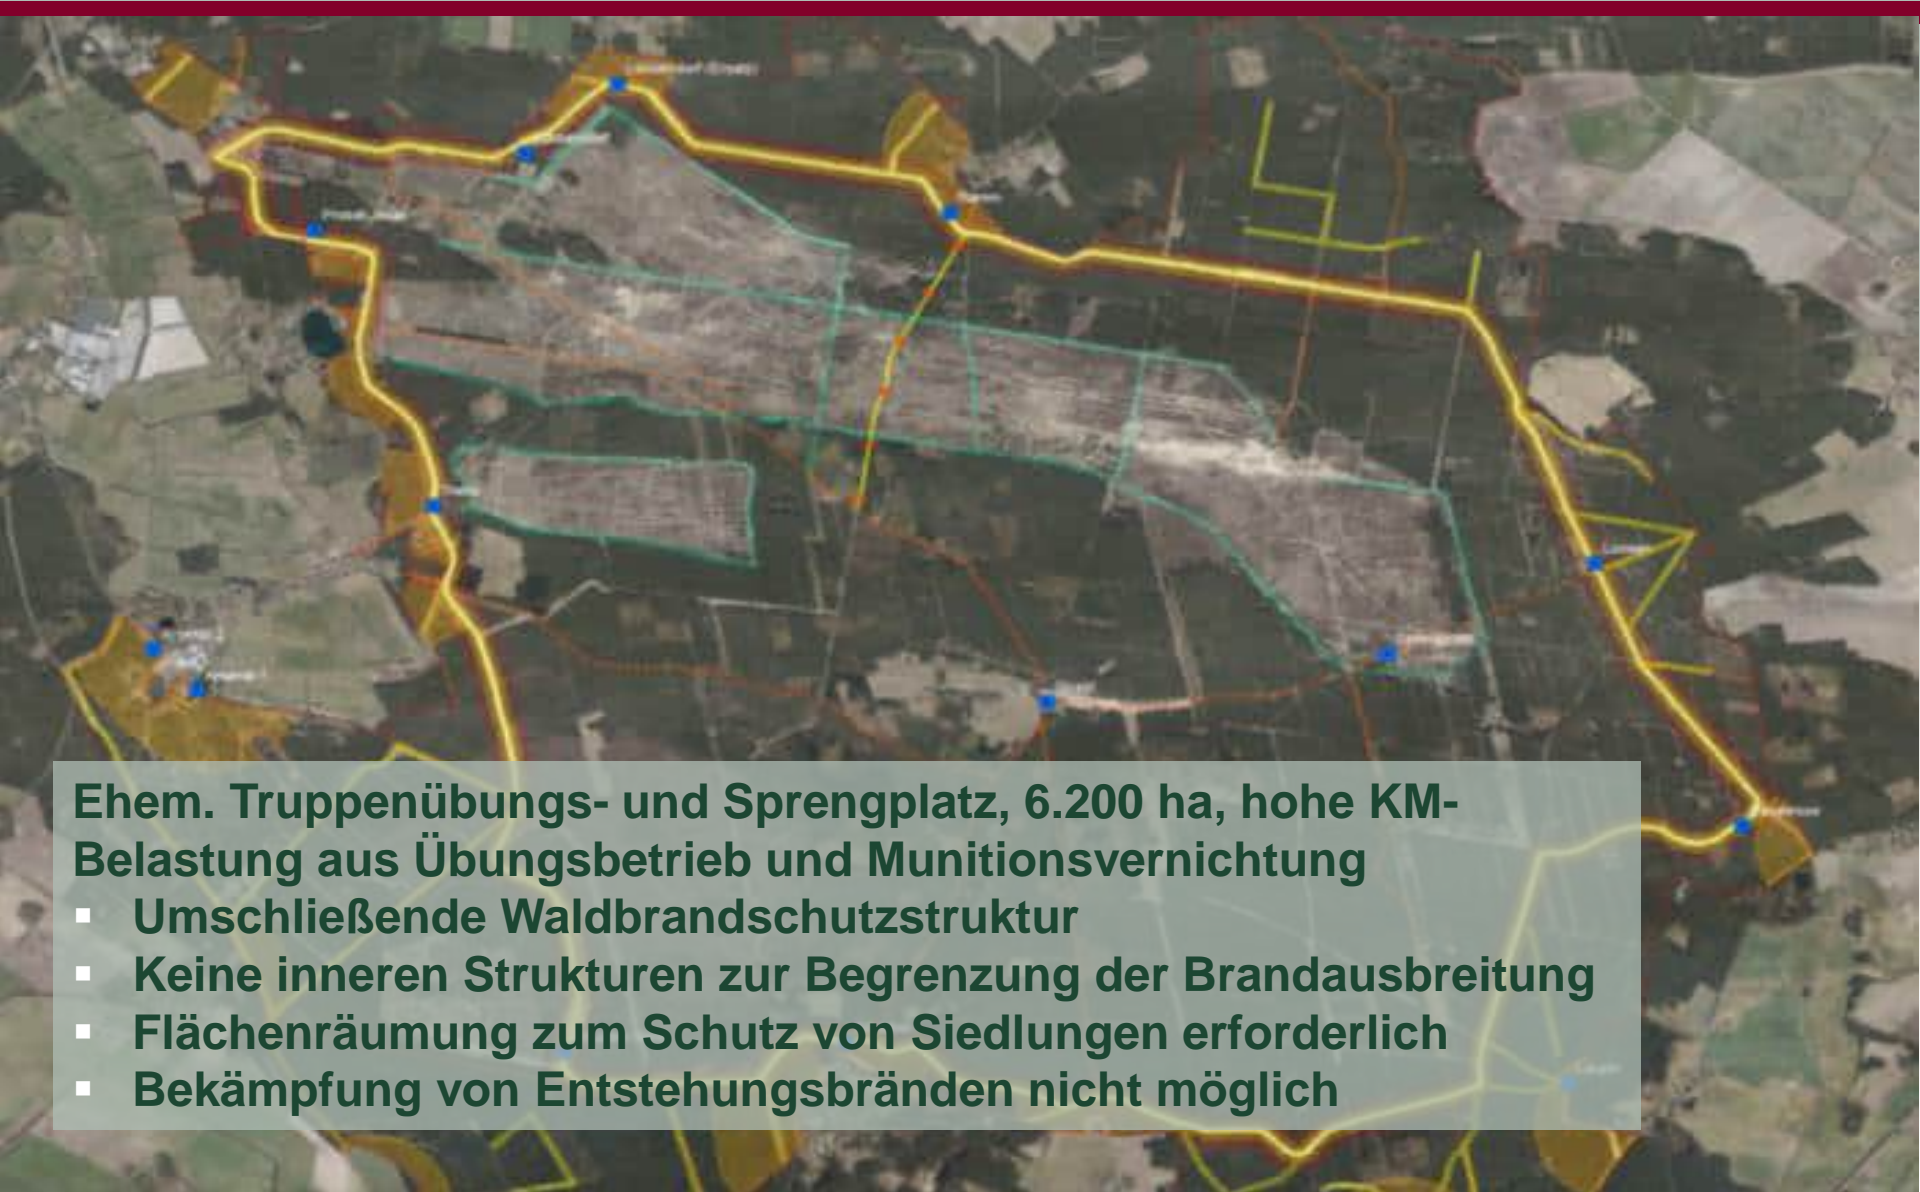 Ehem. Truppenübungs- und Sprengplatz, 6.200 ha, hohe KM-
Belastung aus Übungsbetrieb und Munitionsvernichtung
▪ Umschließende Waldbrandschutzstruktur
▪ Keine inneren Strukturen zur Begrenzung der Brandausbreitung
▪ Flächenräumung zum Schutz von Siedlungen erforderlich
▪ Bekämpfung von Entstehungsbränden nicht möglich